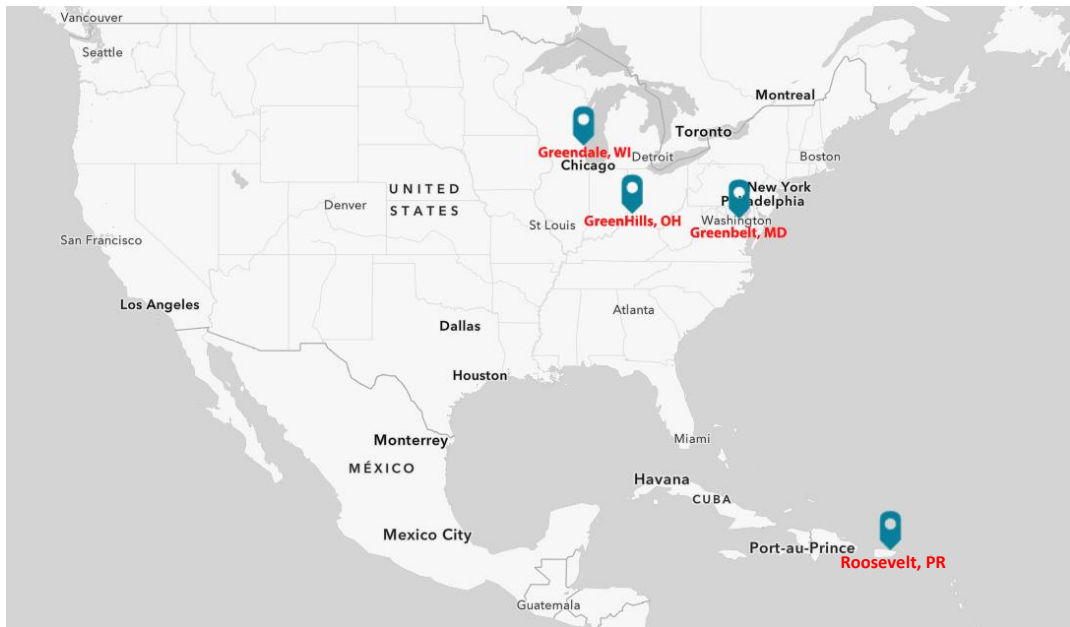 Vancouver
Seattle
Montreal
Toronto
Greendale, WI
Detroit
Boston
Chicago
UNITED
STATES
New York
Philadelphia
Denver
St Louis
GreenHills, OH
Washington
Greenbelt, MD
San Francisco
Los Angeles
Atlanta
Dallas
Houston
Miami
Monterrey
MÉXICO
Havana
CUBA
Mexico City
Port-au-Prince
Roosevelt, PR
Guatemala